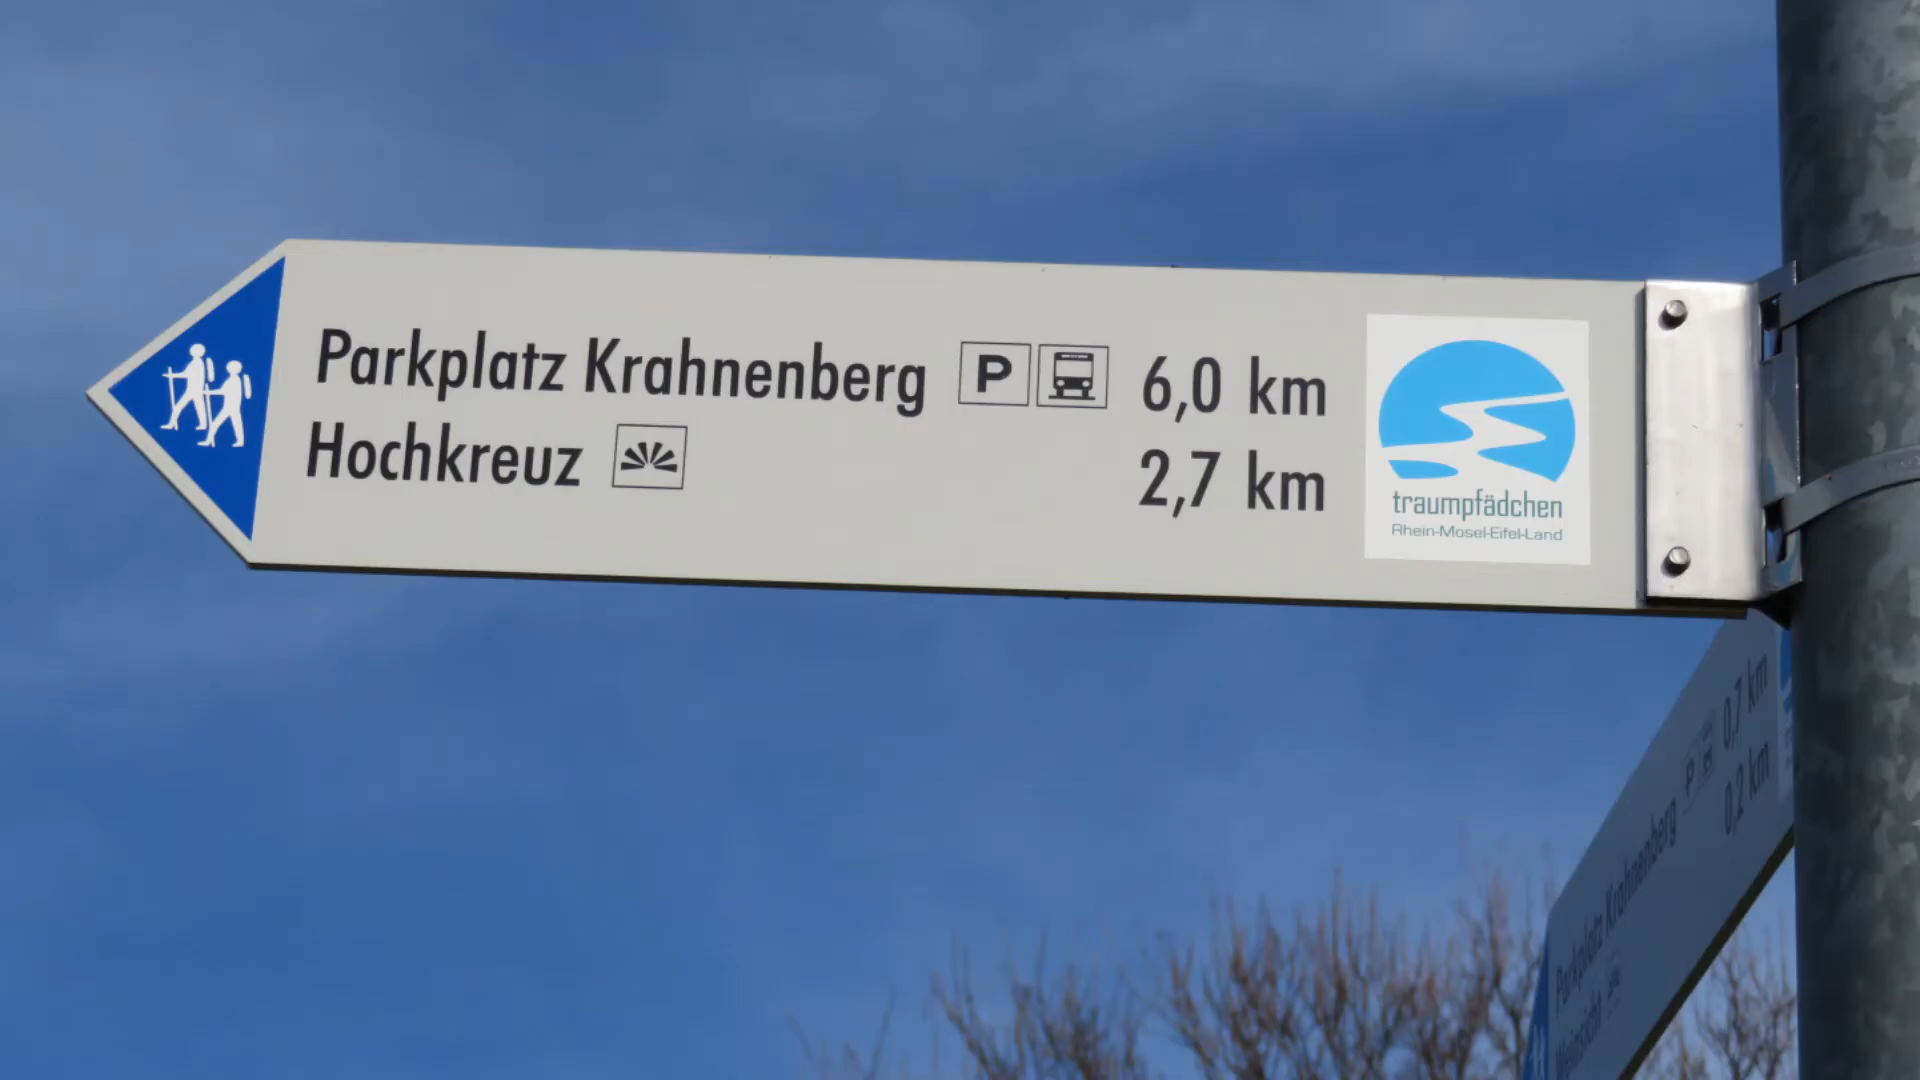 Parkplatz Krahnenberg P 6,0 km
Hochkreuz 2,7 km
traumpfädchen
Rhein-Mosel-Eifel-Land
Parkplatz Krahnenberg P 0,7 km
0,2 km